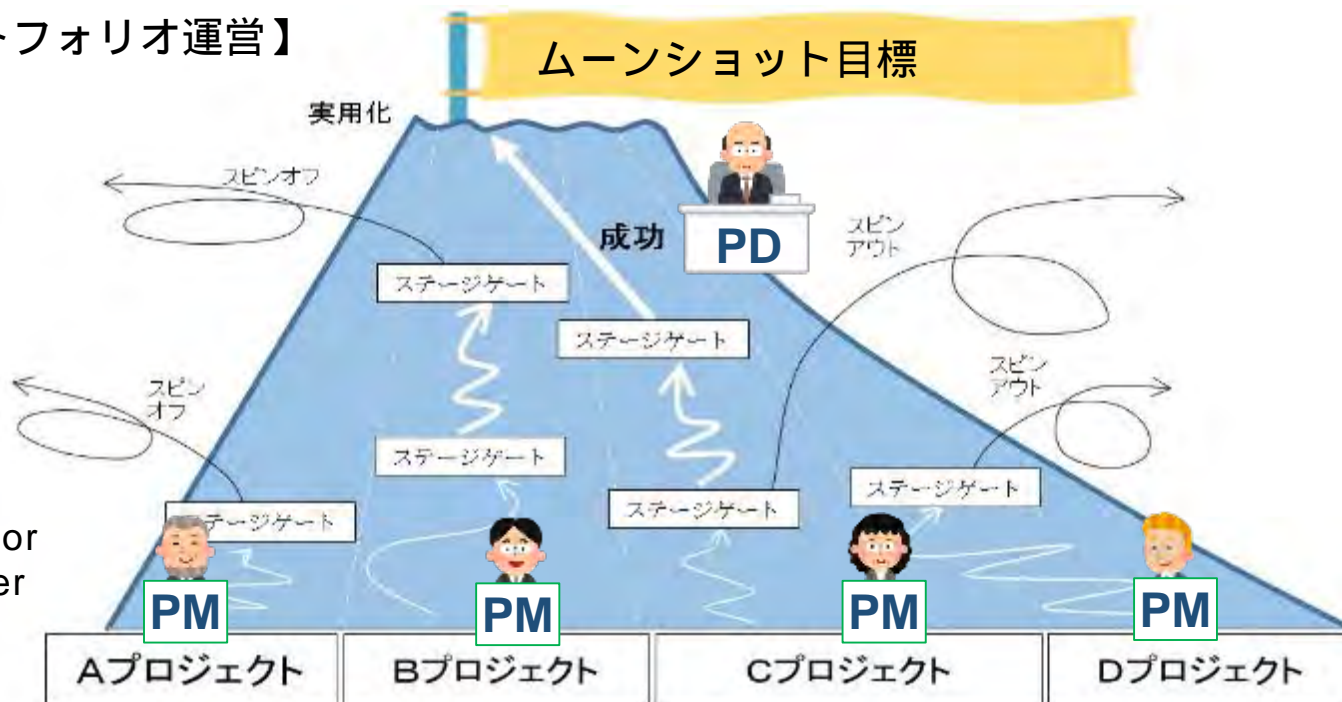 トフォリオ運営】
ムーンショット目標
実用化
スピンオフ
成功
PD
スピン
アウト
ステージゲート
ステージゲート
スピン
オフ
スピン
アウト
ステージゲート
ステージゲート
ステージゲート
ステージゲート
or
er
PM
PM
PM
PM
Aプロジェクト
Bプロジェクト
Cプロジェクト
Dプロジェクト